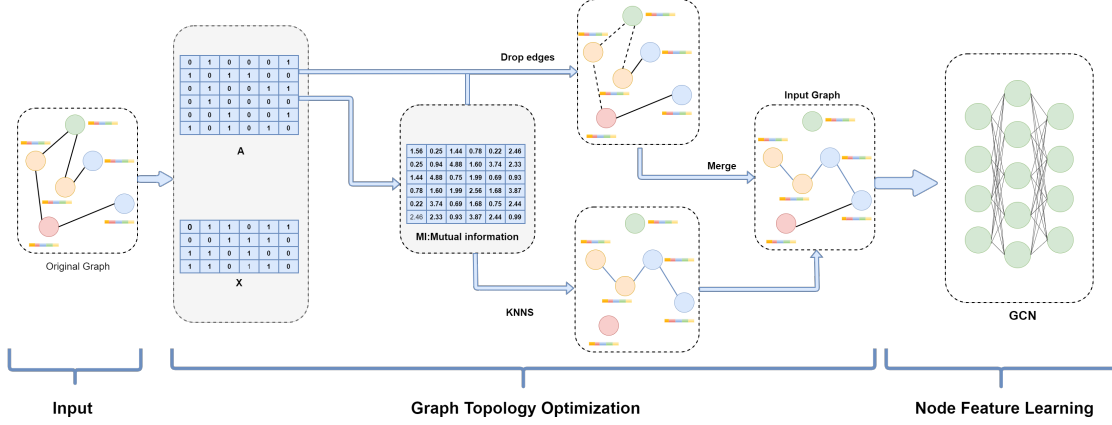 Drop edges
0 1 0 0 0 1
1 0 1 1 1 0
0 1 0 0 0 1
0 1 0 0 0 0
0 1 0 0 0 1
1 0 1 0 1 0
A
0 1 1 0 1 1
0 0 1 1 1 0
1 1 0 1 1 0
1 1 0 1 1 0
X
Original Graph
1.56 0.25 1.44 0.78 0.22 2.46
0.25 0.94 4.88 1.60 3.74 2.33
1.44 4.88 0.75 1.99 0.69 0.93
0.78 1.60 1.99 2.56 1.68 3.87
0.22 3.74 0.69 1.68 0.75 2.44
2.46 2.33 0.93 3.87 2.44 0.99
MI:Mutual information
KNNS
Merge
Input Graph
GCN
Input
Graph Topology Optimization
Node Feature Learning